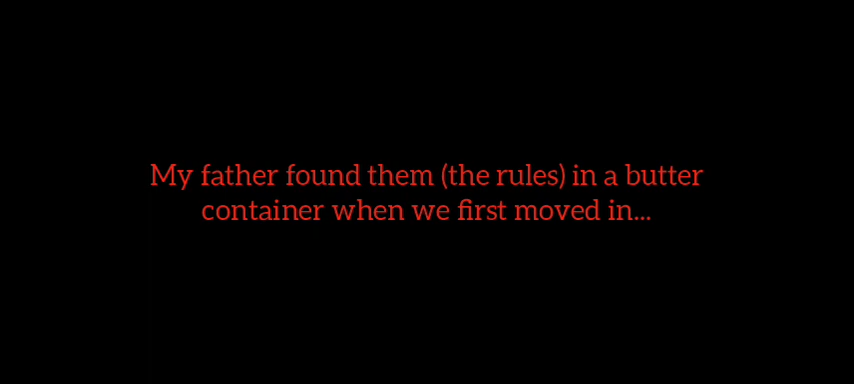 My father found them (the rules) in a butter
container when we first moved in...